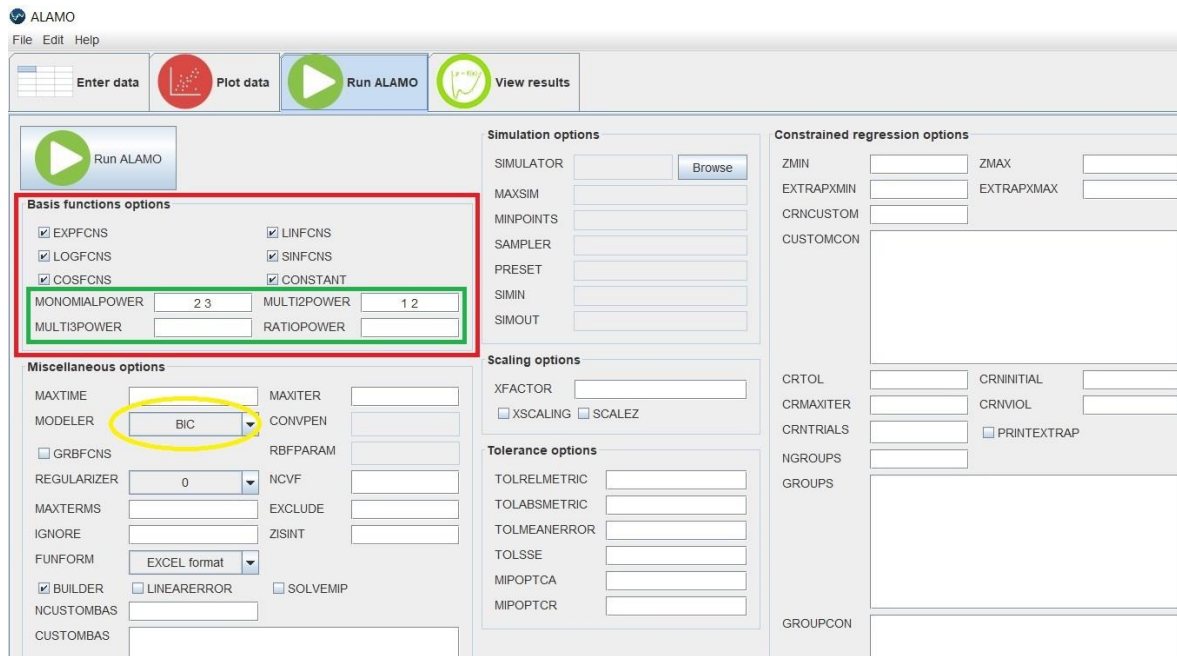 ALAMO
File Edit Help
Enter data
Plot data
Run ALAMO
View results
Run ALAMO
Basis functions options
EXPFCNS LINFCNS
LOGFCNS SINFCNS
COSFCNS CONSTANT
MONOMIALPOWER 2 3 MULTI2POWER 1 2
MULTI3POWER RATIOPOWER
Miscellaneous options
MAXTIME MAXITER
MODELER BIC CONVPEN
GRBFCNS RBFPARAM
REGULARIZER 0 NCVF
MAXTERMS EXCLUDE
IGNORE ZISINT
FUNFORM EXCEL format
BUILDER LINEARERROR SOLVEMIP
NCUSTOMBAS
CUSTOMBAS
Simulation options
SIMULATOR Browse
MAXSIM
MINPOINTS
SAMPLER
PRESET
SIMIN
SIMOUT
Scaling options
XFACTOR
XSCALING SCALEZ
Tolerance options
TOLRELMETRIC
TOLABSMETRIC
TOLMEANERROR
TOLSSE
MIPOPTCA
MIPOPTCR
Constrained regression options
ZMIN ZMAX
EXTRAPXMIN EXTRAPXMAX
CRNCUSTOM
CUSTOMCON
CRTOL CRNINITIAL
CRMAXITER CRNVIOL
CRNTRIALS PRINTEXTRAP
NGROUPS
GROUPS
GROUPCON